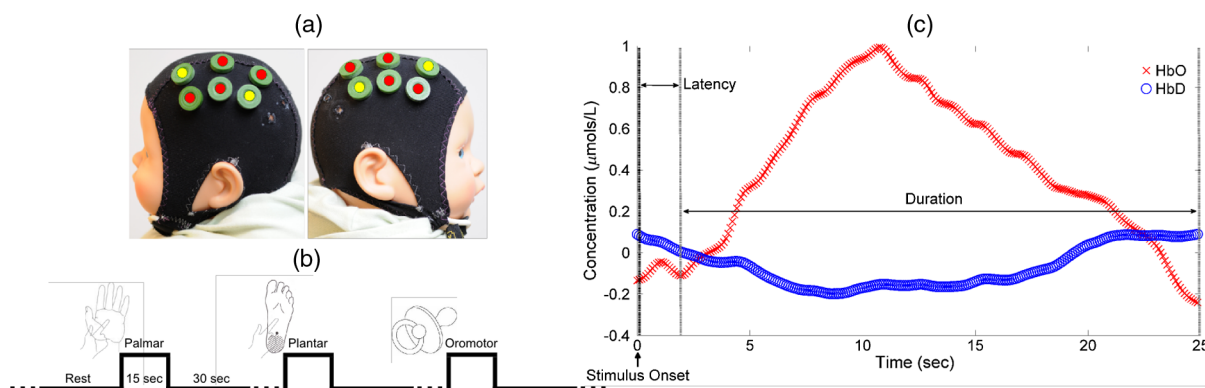 (a)
(b)
Palmar
Plantar
Oromotor
Rest
15 sec
30 sec
(c)
Concentration (μmols/L)
1
0.8
0.6
0.4
0.2
0
-0.2
-0.4
Latency
Duration
HbO
HbD
0
5
10
15
20
25
Time (sec)
Stimulus Onset